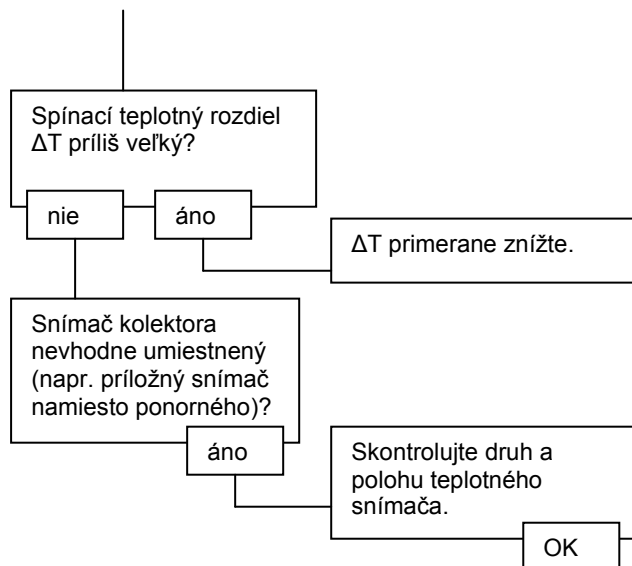 Spínací teplotný rozdiel
ΔT príliš veľký?
nie
áno
ΔT primerane znížte.
Snímač kolektora
nevhodne umiestnený
(napr. príložný snímač
namiesto ponorného)?
áno
Skontrolujte druh a
polohu teplotného
snímača.
OK